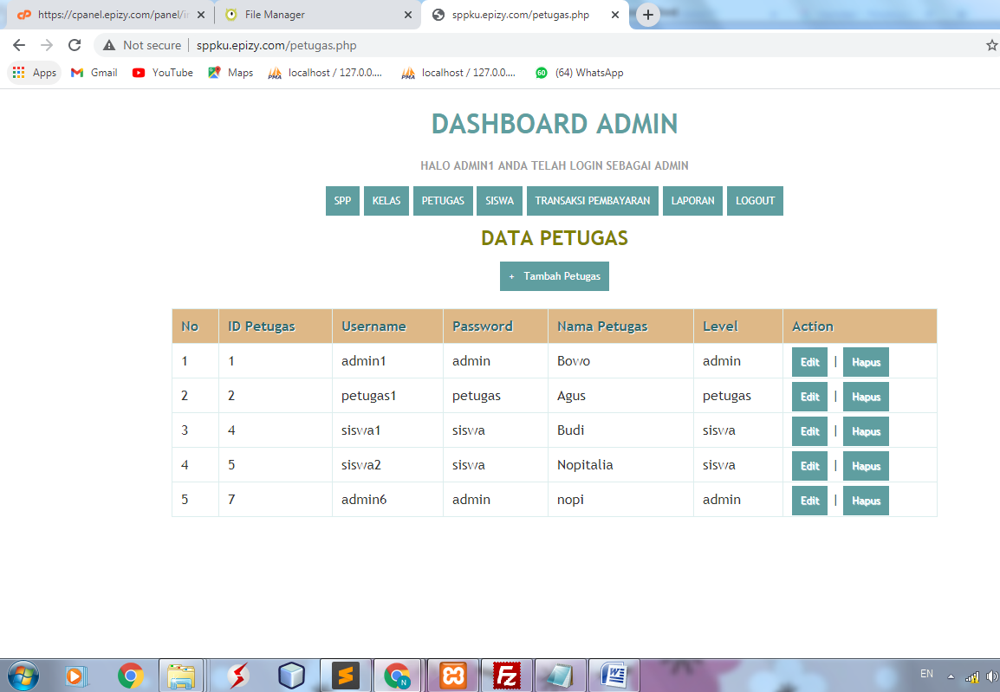 https://cpanel.epizy.com/panel/in
File Manager
sppku.epizy.com/petugas.php
Not secure sppku.epizy.com/petugas.php
Apps Gmail YouTube Maps localhost / 127.0.0.... localhost / 127.0.0.... 60 (64) WhatsApp
DASHBOARD ADMIN
HALO ADMIN1 ANDA TELAH LOGIN SEBAGAI ADMIN
SPP KELAS PETUGAS SISWA TRANSAKSI PEMBAYARAN LAPORAN LOGOUT
DATA PETUGAS
+ Tambah Petugas
No ID Petugas Username Password Nama Petugas Level Action
1 1 admin1 admin Bowo admin Edit | Hapus
2 2 petugas1 petugas Agus petugas Edit | Hapus
3 4 siswa1 siswa Budi siswa Edit | Hapus
4 5 siswa2 siswa Nopitalia siswa Edit | Hapus
5 7 admin6 admin nopi admin Edit | Hapus
EN